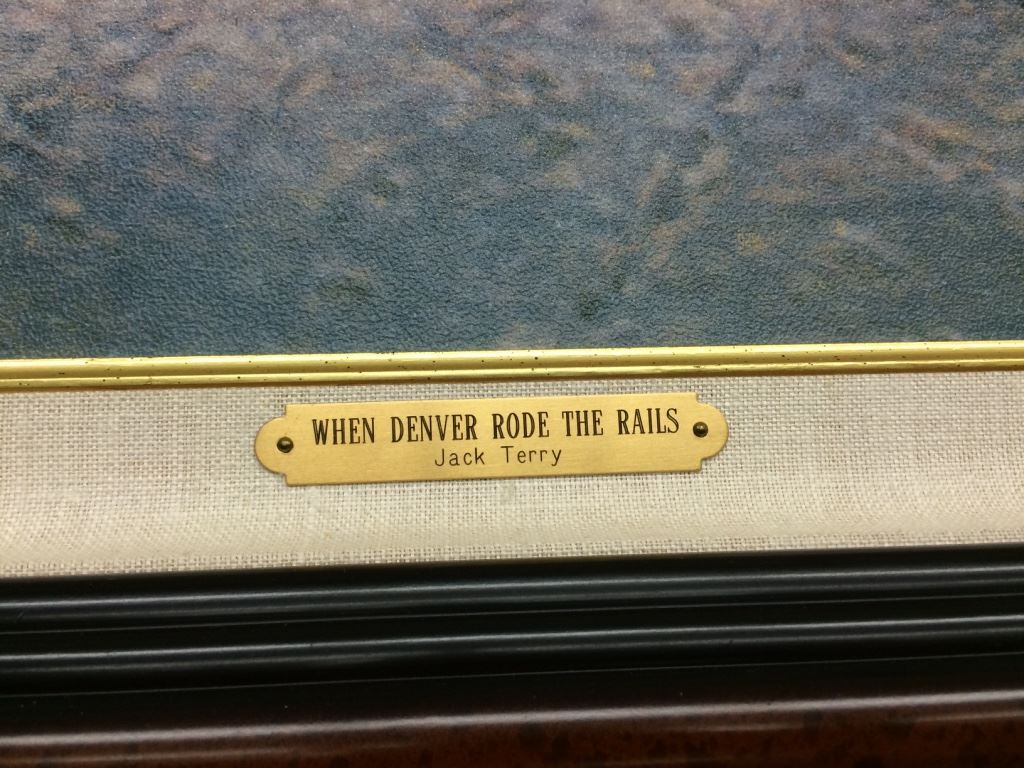 WHEN DENVER RODE THE RAILS
Jack Terry